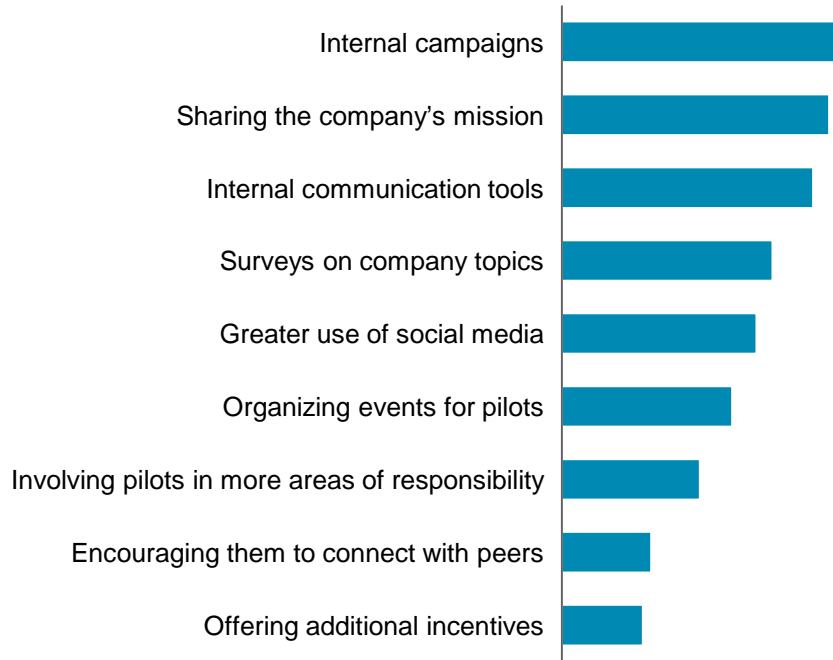 Internal campaigns
Sharing the company’s mission
Internal communication tools
Surveys on company topics
Greater use of social media
Organizing events for pilots
Involving pilots in more areas of responsibility
Encouraging them to connect with peers
Offering additional incentives